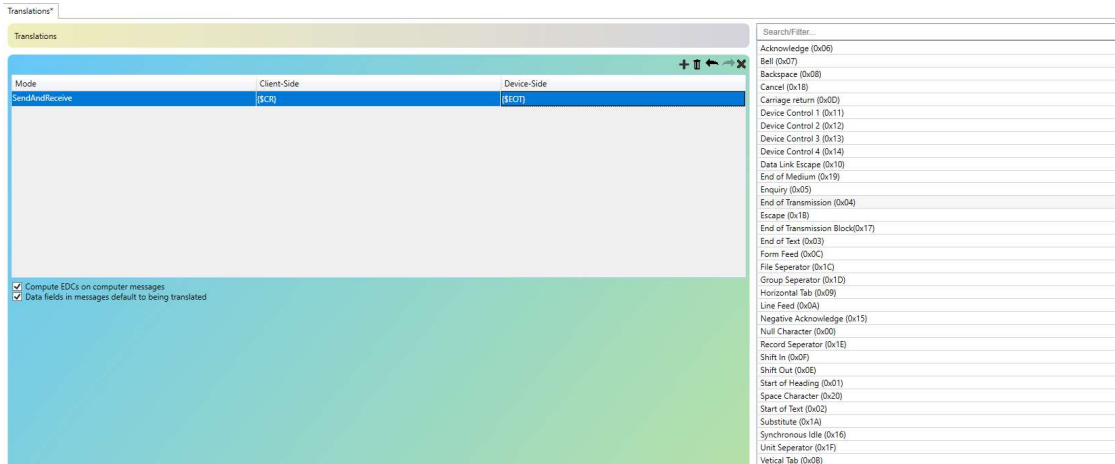 Translations*
Translations
Mode Client-Side Device-Side
SendAndReceive {$CR} {$EOT}
Compute EDCs on computer messages
Data fields in messages default to being translated
Search/Filter...
Acknowledge (0x06)
Bell (0x07)
Backspace (0x08)
Cancel (0x18)
Carriage return (0x0D)
Device Control 1 (0x11)
Device Control 2 (0x12)
Device Control 3 (0x13)
Device Control 4 (0x14)
Data Link Escape (0x10)
End of Medium (0x19)
Enquiry (0x05)
End of Transmission (0x04)
Escape (0x1B)
End of Transmission Block(0x17)
End of Text (0x03)
Form Feed (0x0C)
File Seperator (0x1C)
Group Seperator (0x1D)
Horizontal Tab (0x09)
Line Feed (0x0A)
Negative Acknowledge (0x15)
Null Character (0x00)
Record Seperator (0x1E)
Shift In (0x0F)
Shift Out (0x0E)
Start of Heading (0x01)
Space Character (0x20)
Start of Text (0x02)
Substitute (0x1A)
Synchronous Idle (0x16)
Unit Seperator (0x1F)
Vetical Tab (0x0B)